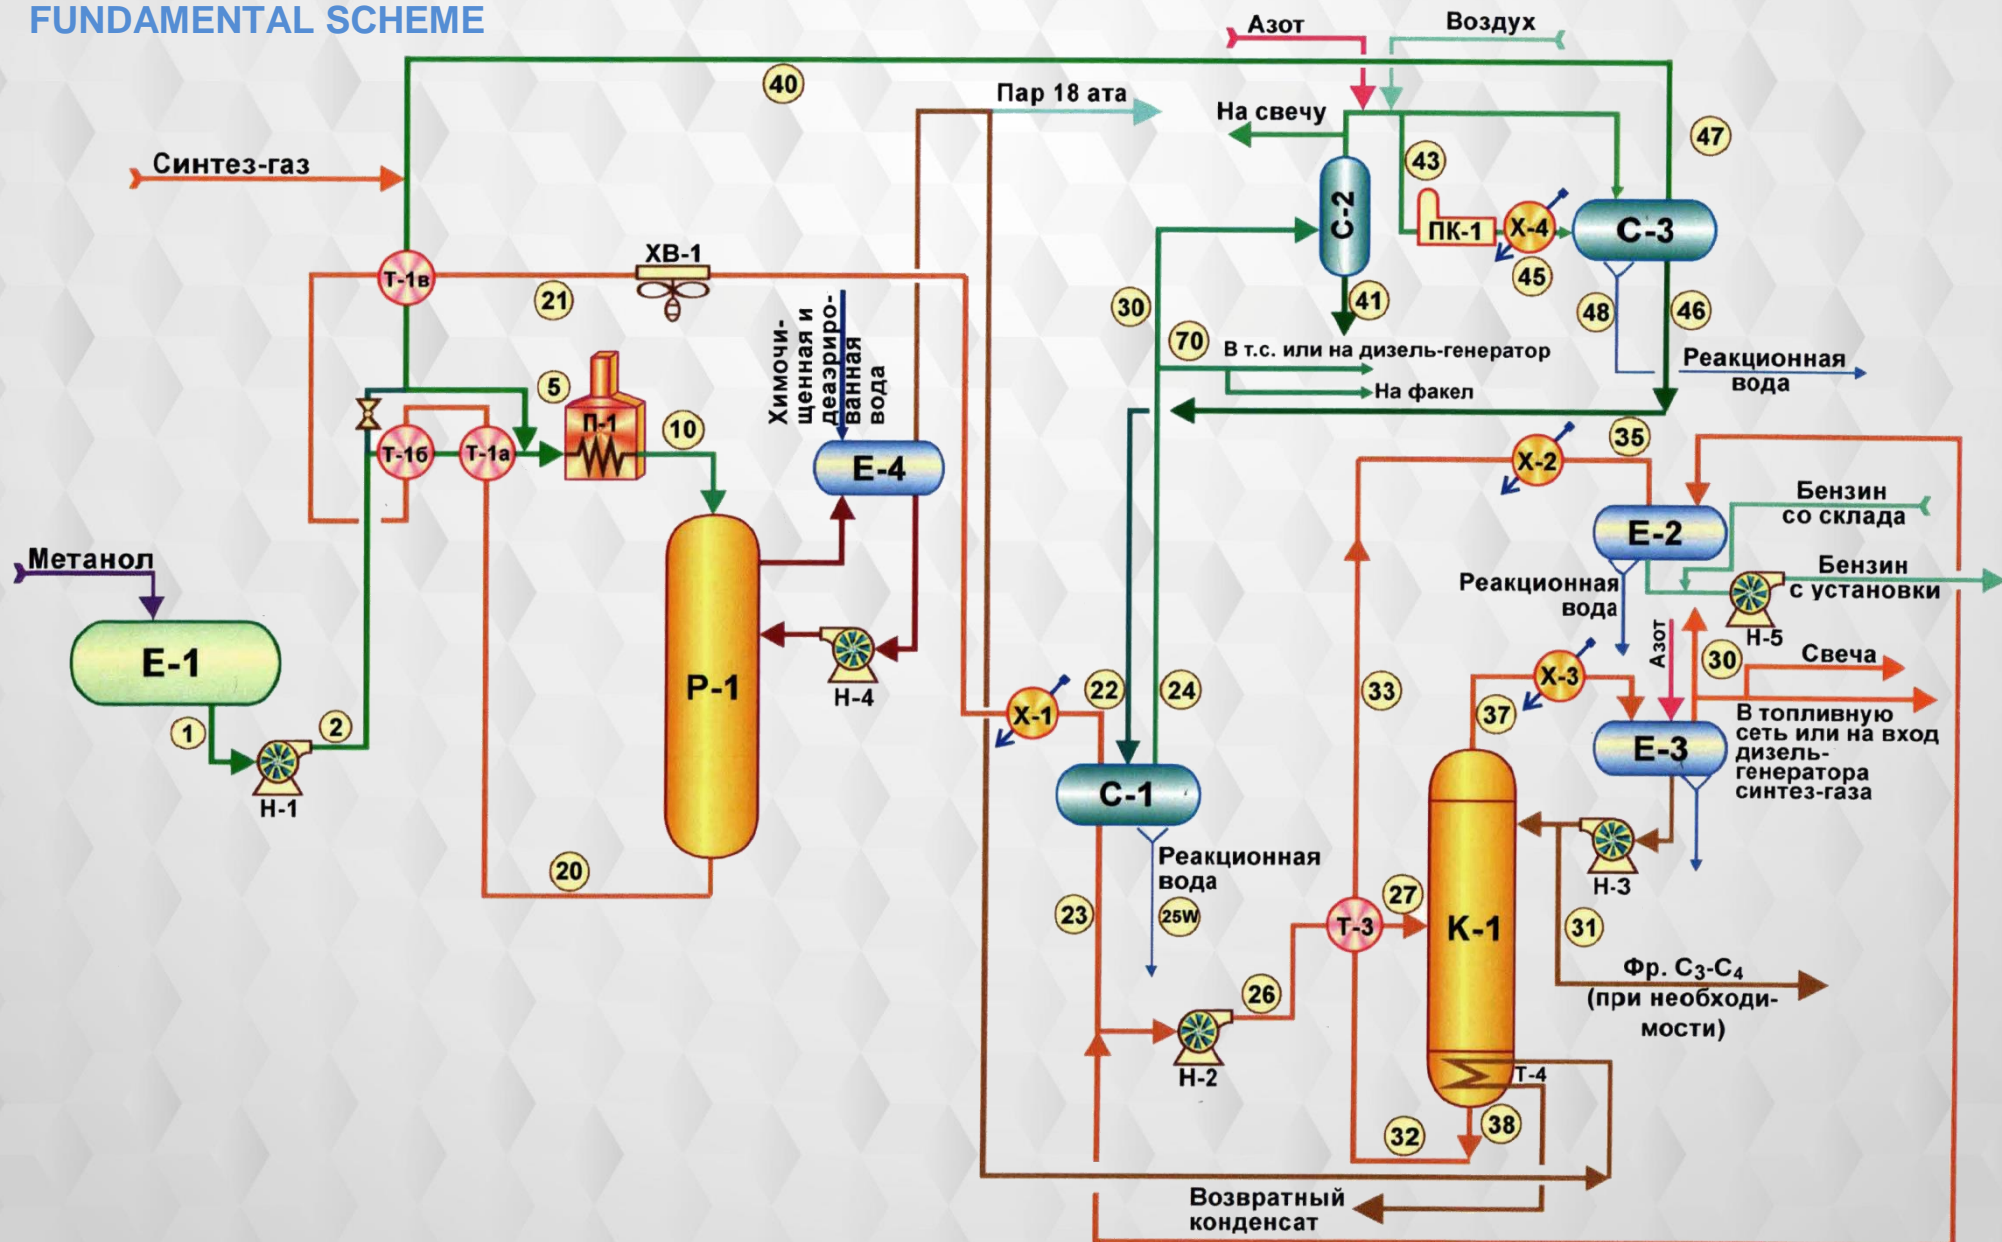 FUNDAMENTAL SCHEME
Азот
Воздух
40
Пар 18 ата
На свечу
47
43
Синтез-газ
С-2
ПК-1
Х-4
С-3
ХВ-1
Т-1в
45
21
30
41
48
46
Химочи-
щенная и
деаэриро-
ванная
вода
70
В т.с. или на дизель-генератор
Реакционная
вода
На факел
5
П-1
10
35
Т-1б
Т-1а
Е-4
Х-2
Бензин
со склада
Е-2
Метанол
Бензин
с установки
Реакционная
вода
Н-5
Азот
30
Свеча
Е-1
Р-1
Н-4
22
24
33
Х-3
37
Х-1
В топливную
сеть или на вход
дизель-
генератора
синтез-газа
1
2
Е-3
Н-1
С-1
Реакционная
вода
Н-3
20
23
25W
27
Т-3
К-1
31
Фр. С₃-С₄
(при необходи-
мости)
26
Н-2
Т-4
32
38
Возвратный
конденсат